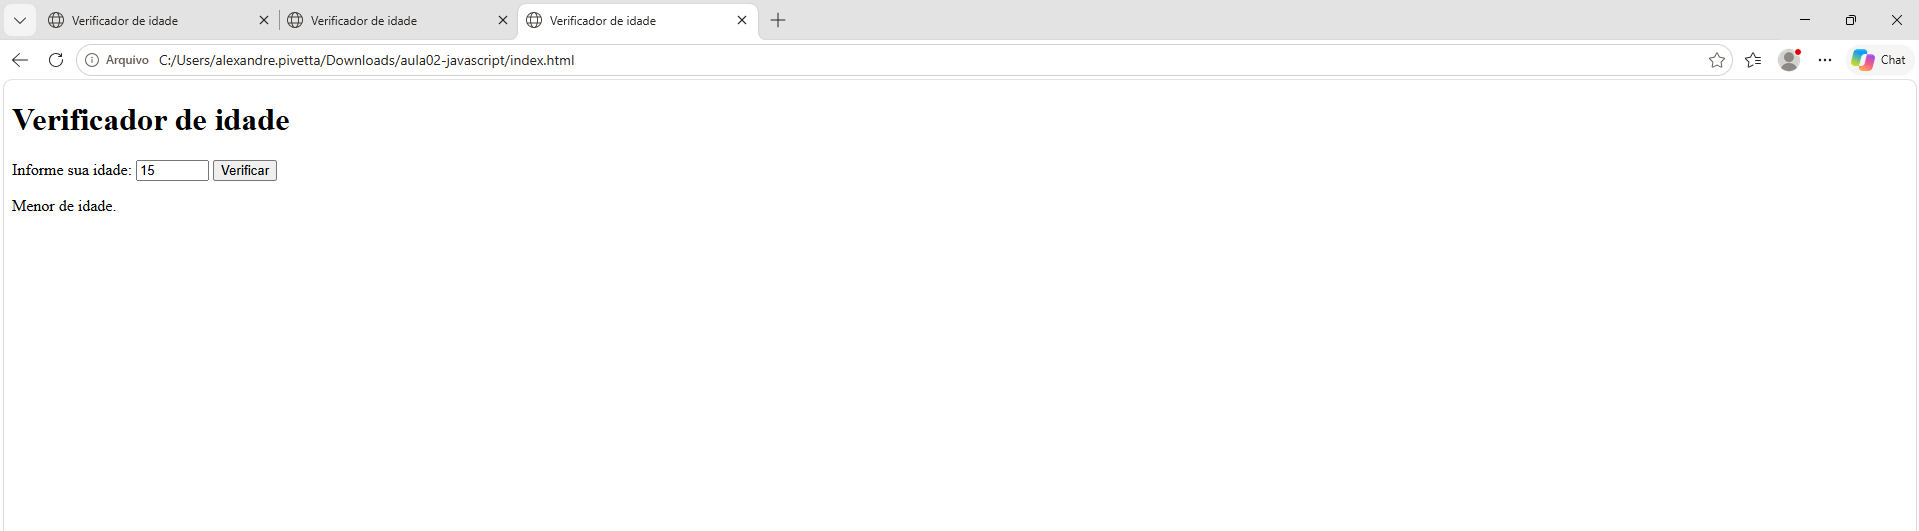 Verificador de idade
Verificador de idade
Verificador de idade
Arquivo C:/Users/alexandre.pivetta/Downloads/aula02-javascript/index.html
Chat
Verificador de idade
Informe sua idade: 15 Verificar
Menor de idade.